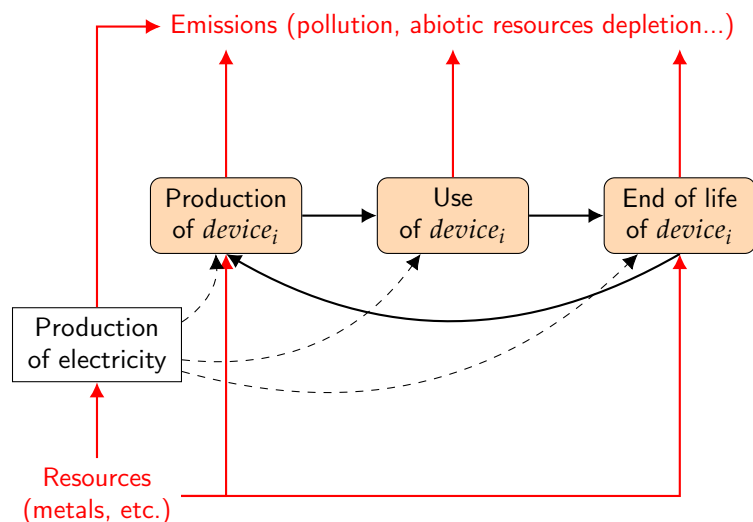 Emissions (pollution, abiotic resources depletion...)
Production
of device_i
Use
of device_i
End of life
of device_i
Production
of electricity
Resources
(metals, etc.)